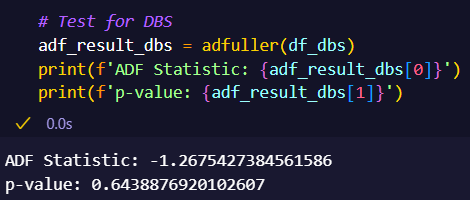 # Test for DBS
adf_result_dbs = adfuller(df_dbs)
print(f'ADF Statistic: {adf_result_dbs[0]}')
print(f'p-value: {adf_result_dbs[1]}')
0.0s
ADF Statistic: -1.2675427384561586
p-value: 0.6438876920102607